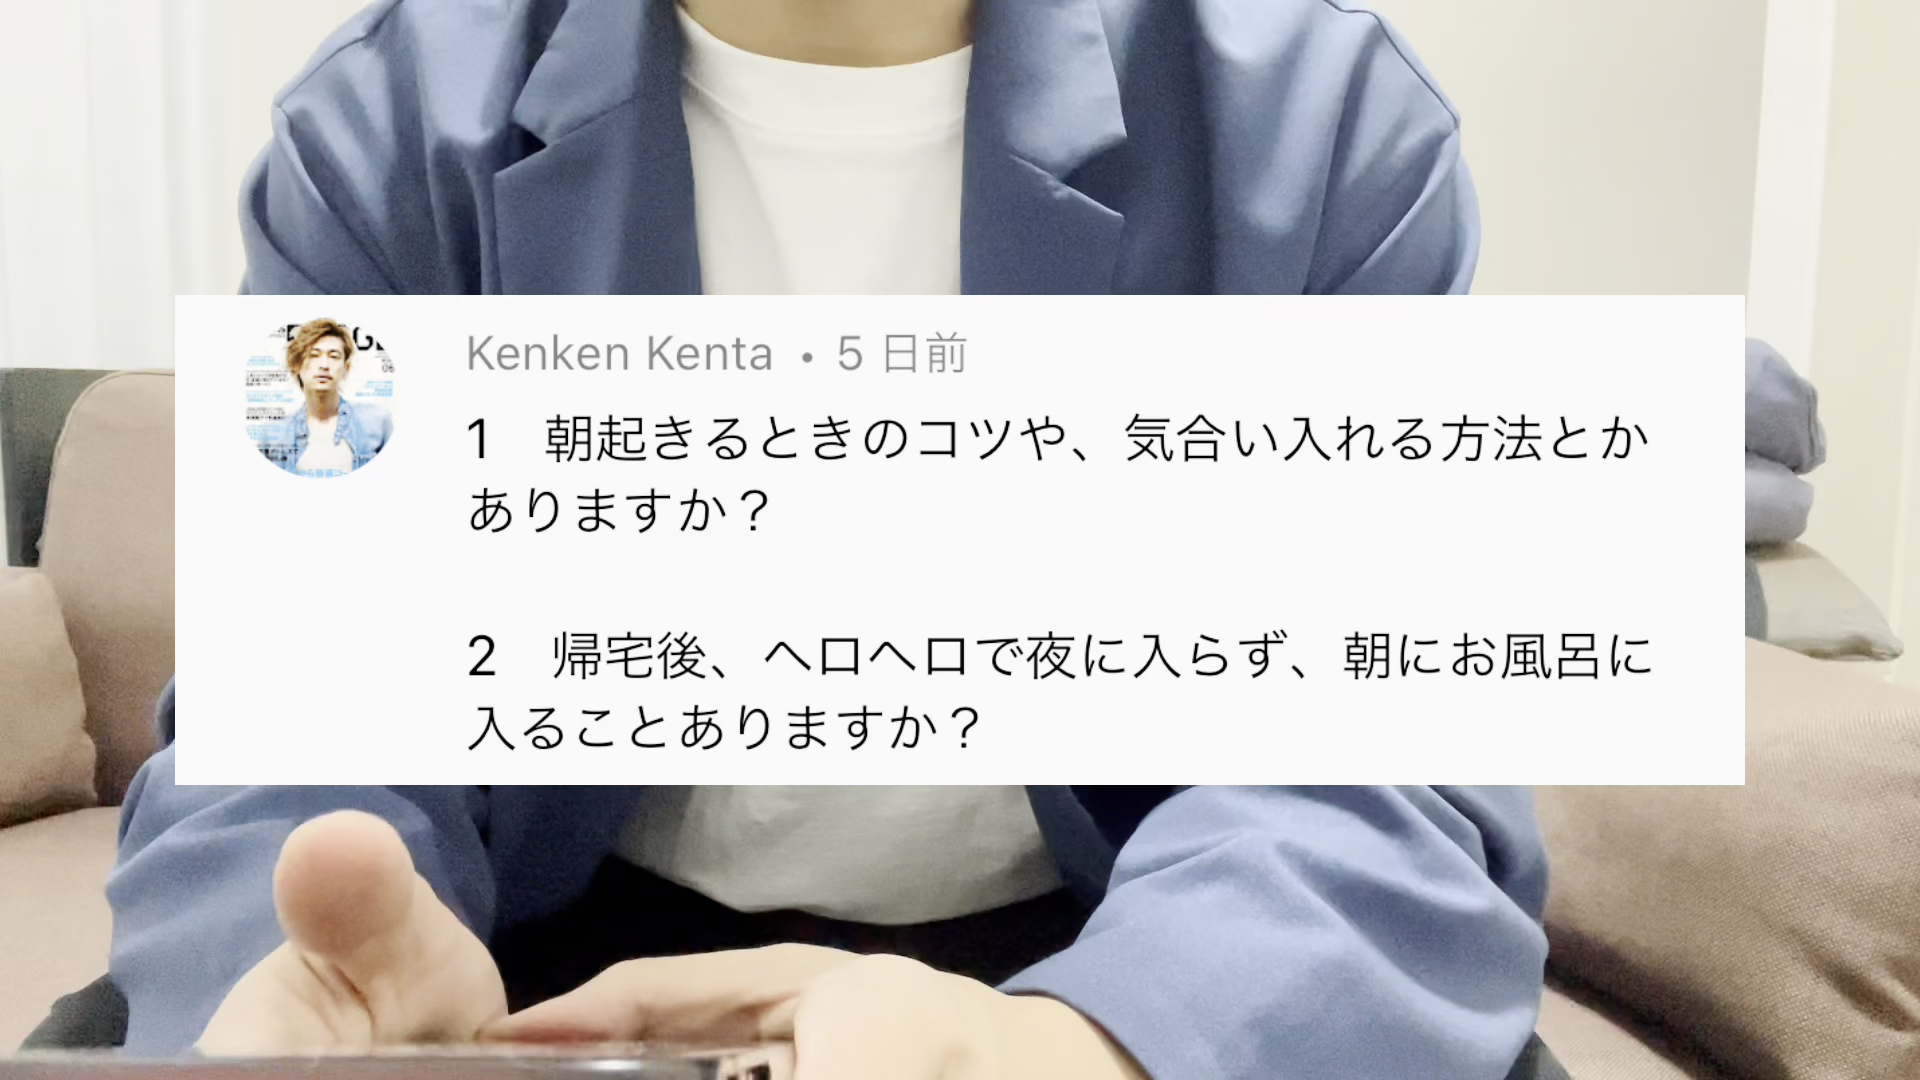 Kenken Kenta • 5 日前
1　朝起きるときのコツや、気合い入れる方法とか
ありますか？
2　帰宅後、ヘロヘロで夜に入らず、朝にお風呂に
入ることありますか？